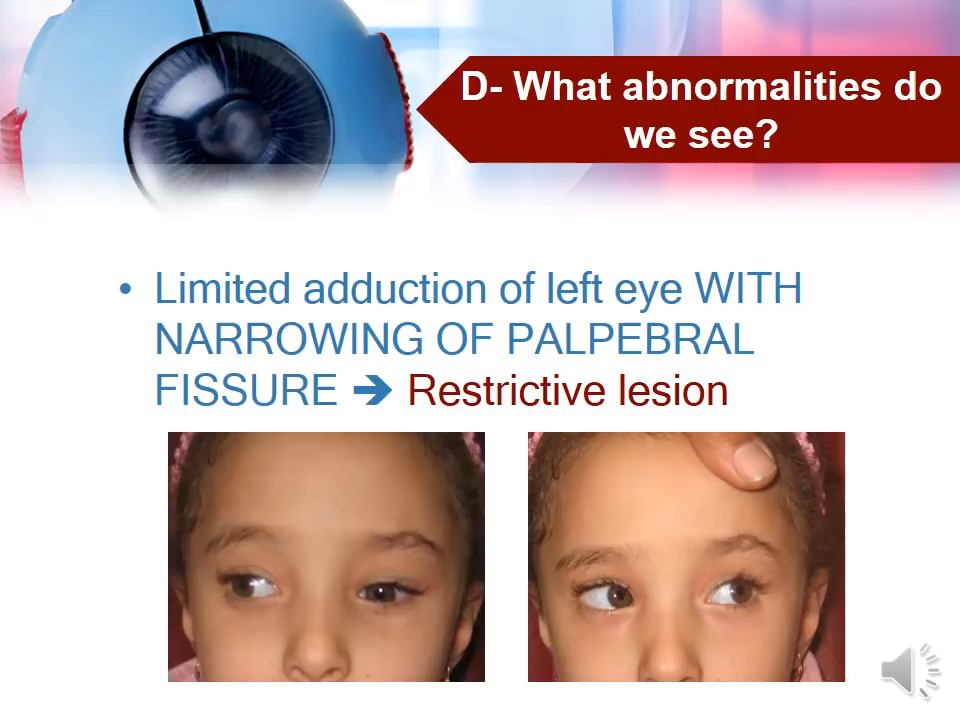 D- What abnormalities do
we see?
• Limited adduction of left eye WITH
NARROWING OF PALPEBRAL
FISSURE ➔ Restrictive lesion